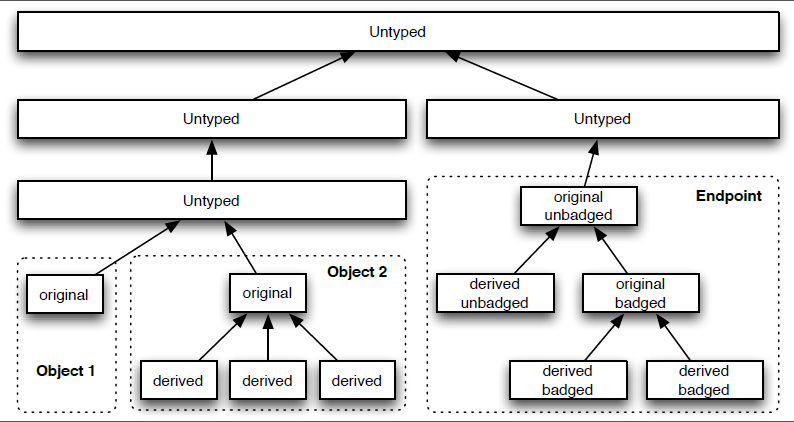 Untyped
Untyped
Untyped
Untyped
original
unbadged
Endpoint
Object 2
original
original
derived
unbadged
original
badged
Object 1
derived
derived
derived
derived
badged
derived
badged